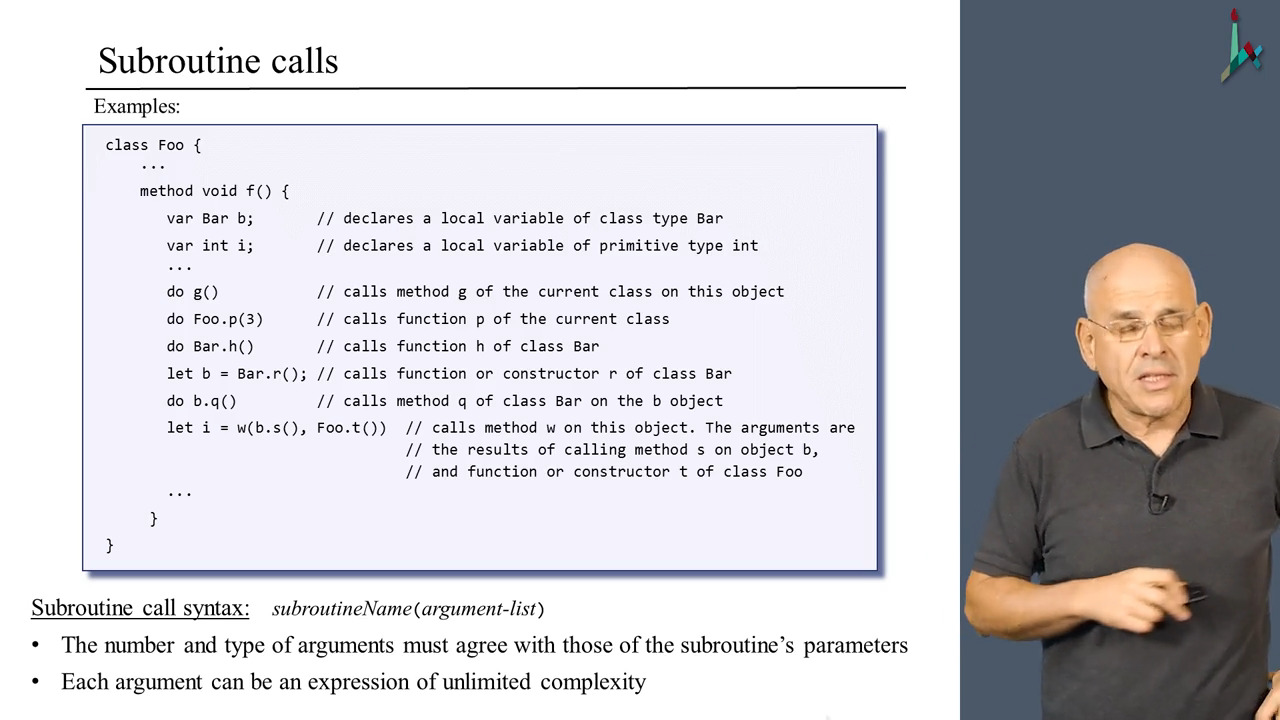 Subroutine calls
Examples:
class Foo {
...
method void f() {
var Bar b; // declares a local variable of class type Bar
var int i; // declares a local variable of primitive type int
...
do g() // calls method g of the current class on this object
do Foo.p(3) // calls function p of the current class
do Bar.h() // calls function h of class Bar
let b = Bar.r(); // calls function or constructor r of class Bar
do b.q() // calls method q of class Bar on the b object
let i = w(b.s(), Foo.t()) // calls method w on this object. The arguments are
// the results of calling method s on object b,
// and function or constructor t of class Foo
...
}
}
Subroutine call syntax: subroutineName(argument-list)
• The number and type of arguments must agree with those of the subroutine’s parameters
• Each argument can be an expression of unlimited complexity